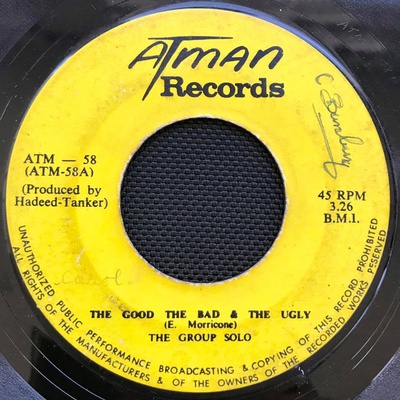 ATMAN
Records
ATM — 58
(ATM-58A)
(Produced by
Hadeed-Tanker)
45 RPM
3.26
B.M.I.
THE GOOD THE BAD & THE UGLY
(E. Morricone)
THE GROUP SOLO
UNAUTHORIZED PUBLIC PERFORMANCE BROADCASTING & COPYING OF THIS RECORD PROHIBITED
ALL RIGHTS OF THE MANUFACTURERS & OF THE OWNERS OF THE RECORDED WORKS RESERVED